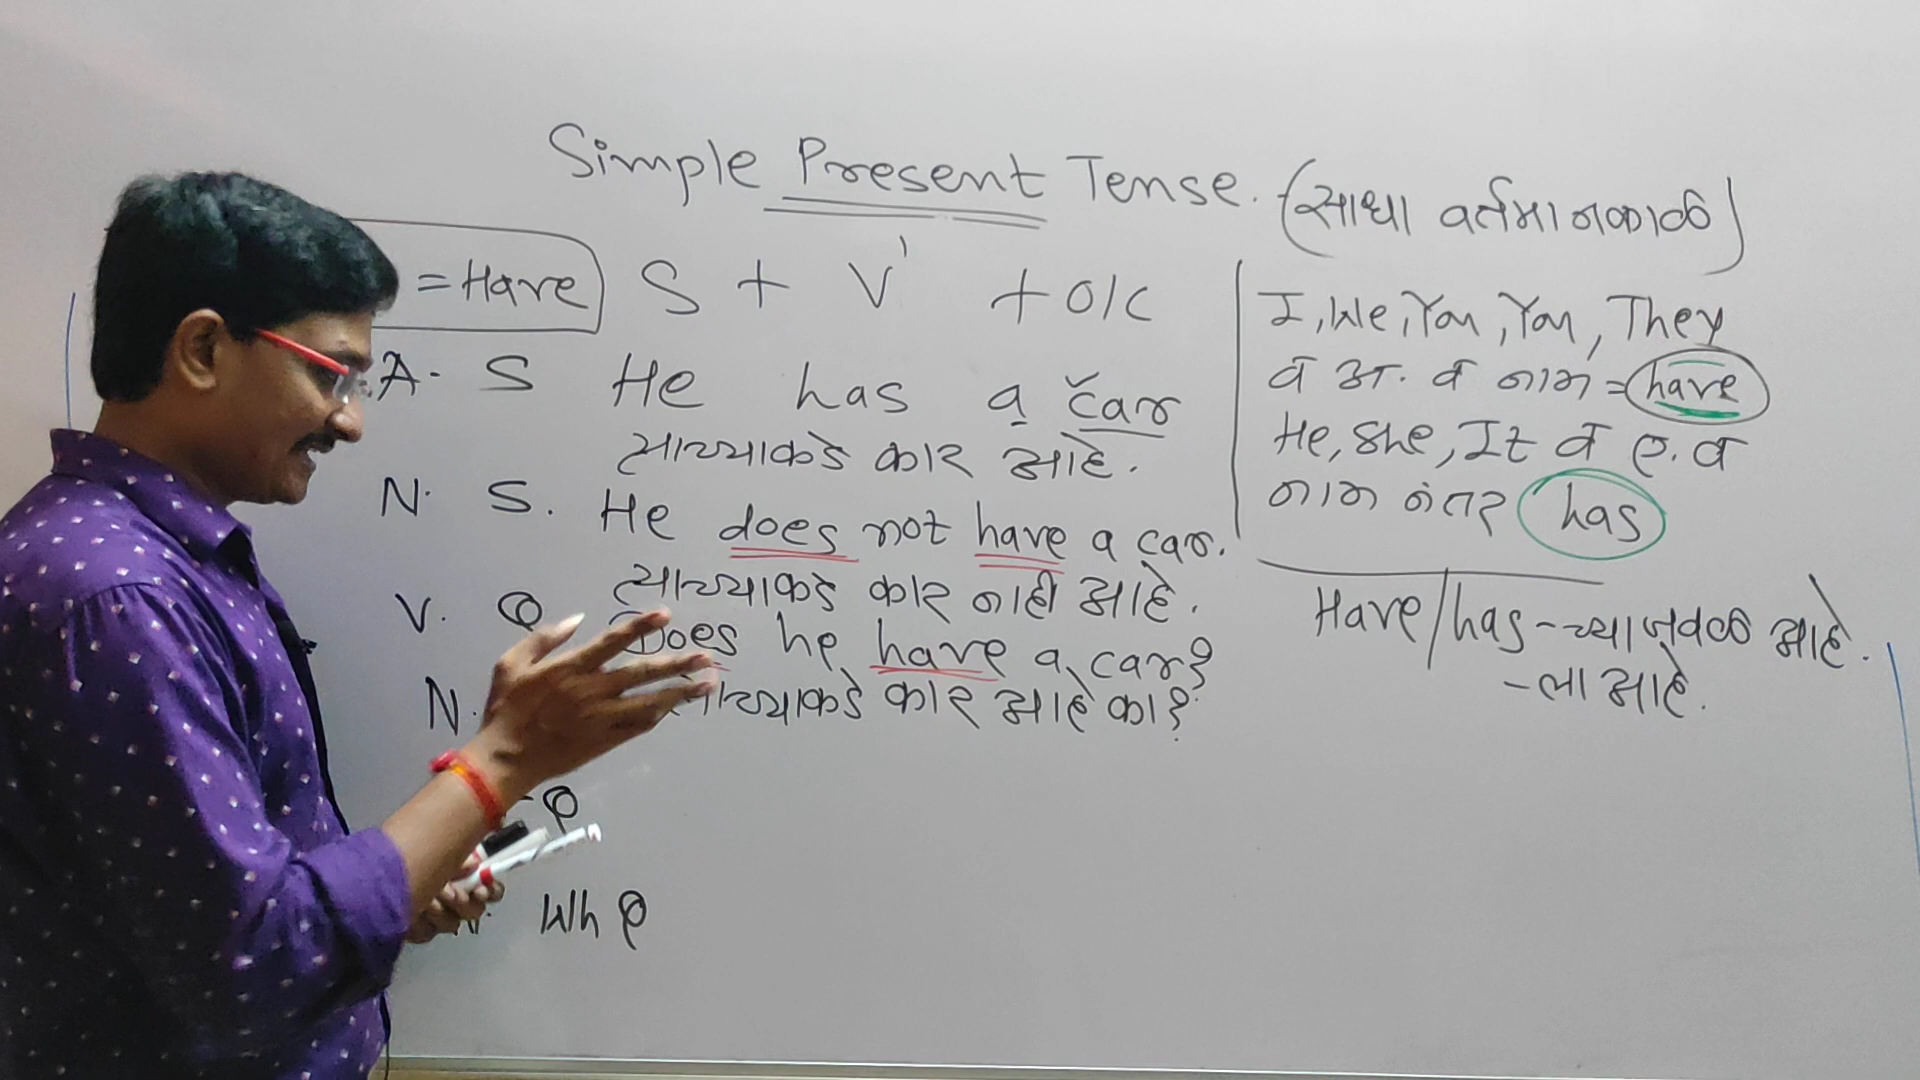 Simple Present Tense. (साधा वर्तमानकाळ)
= Have S + V¹ + O/C
A. S He has a car
त्याच्याकडे कार आहे.
N. S. He does not have a car.
त्याच्याकडे कार नाही आहे.
V. Q Does he have a car?
त्याच्याकडे कार आहे का?
N.
Q
Wh Q
I, We, You, You, They
व अ. व नाम = have
He, She, It व ए. व
नाम नंतर has
Have/has - च्याजवळ आहे.
- ला आहे.